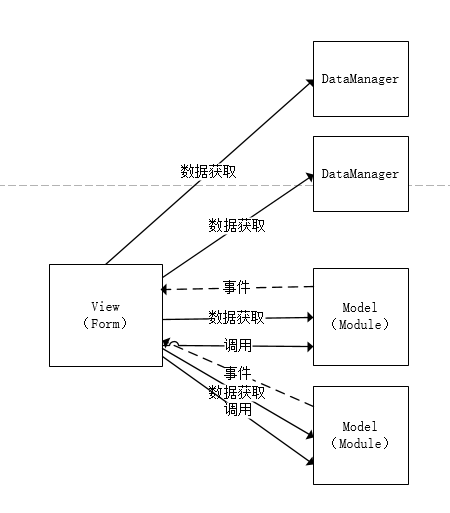 DataManager
数据获取
DataManager
数据获取
事件
View
（Form）
数据获取
Model
（Module）
调用
事件
数据获取
调用
Model
（Module）